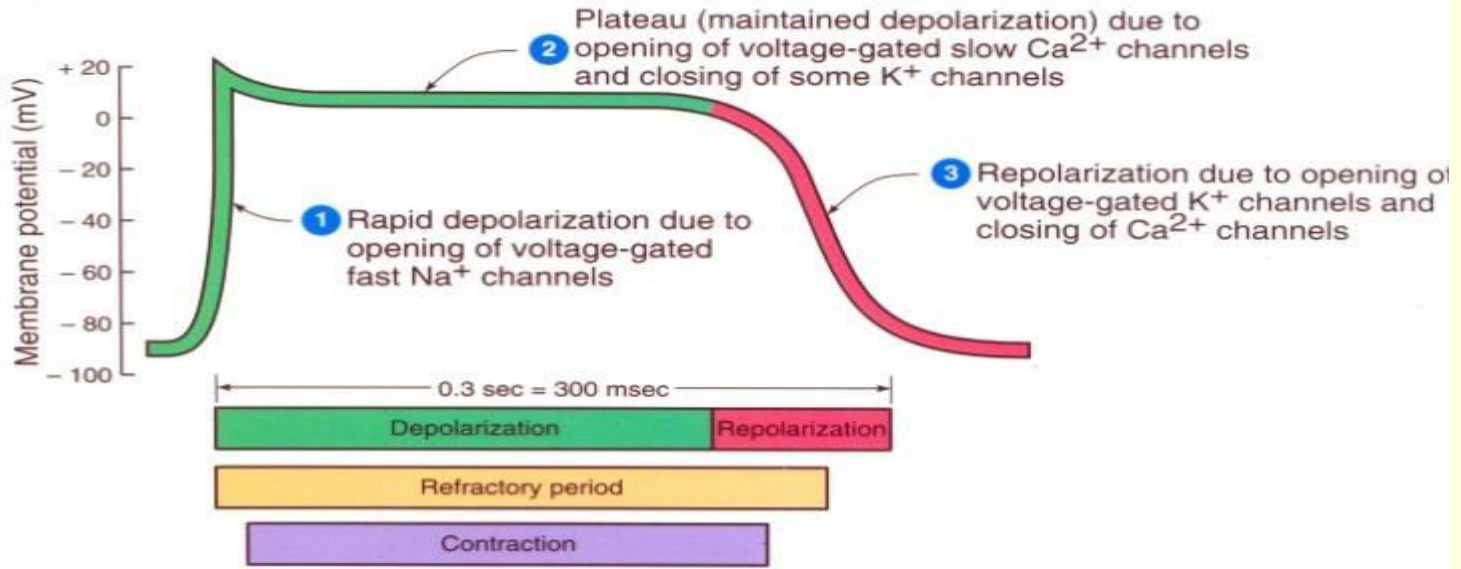 Plateau (maintained depolarization) due to
2 opening of voltage-gated slow Ca2+ channels
and closing of some K+ channels
Membrane potential (mV)
+ 20
0
– 20
– 40
– 60
– 80
– 100
1 Rapid depolarization due to
opening of voltage-gated
fast Na+ channels
3 Repolarization due to opening of
voltage-gated K+ channels and
closing of Ca2+ channels
0.3 sec = 300 msec
Depolarization
Repolarization
Refractory period
Contraction